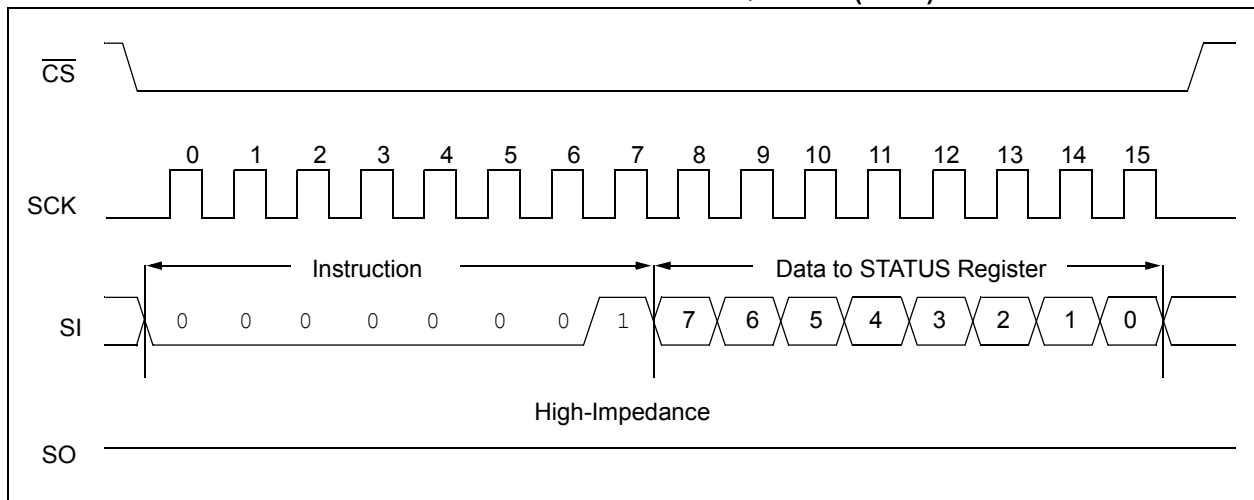 CS
0 1 2 3 4 5 6 7 8 9 10 11 12 13 14 15
SCK
Instruction Data to STATUS Register
SI 0 0 0 0 0 0 0 1 7 6 5 4 3 2 1 0
High-Impedance
SO